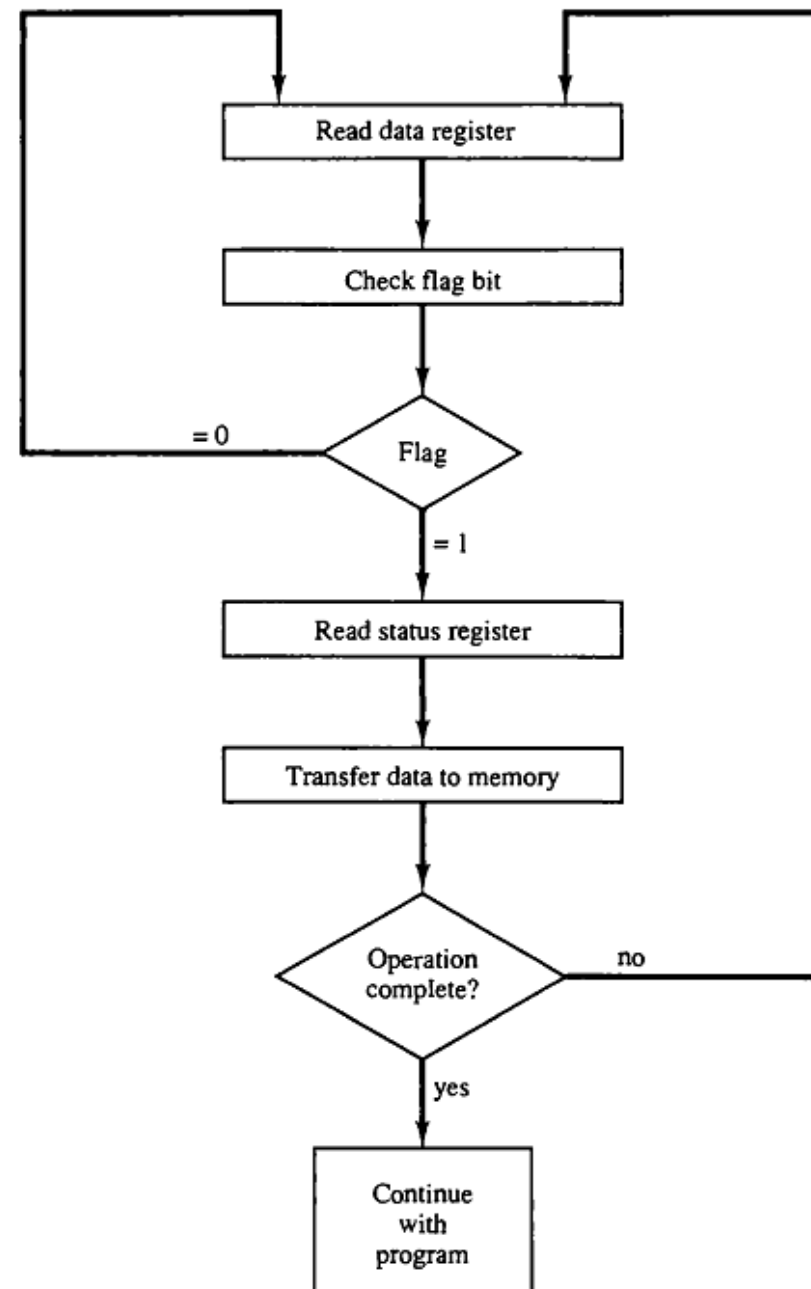 Read data register
Check flag bit
= 0
Flag
= 1
Read status register
Transfer data to memory
Operation
complete?
no
yes
Continue
with
program